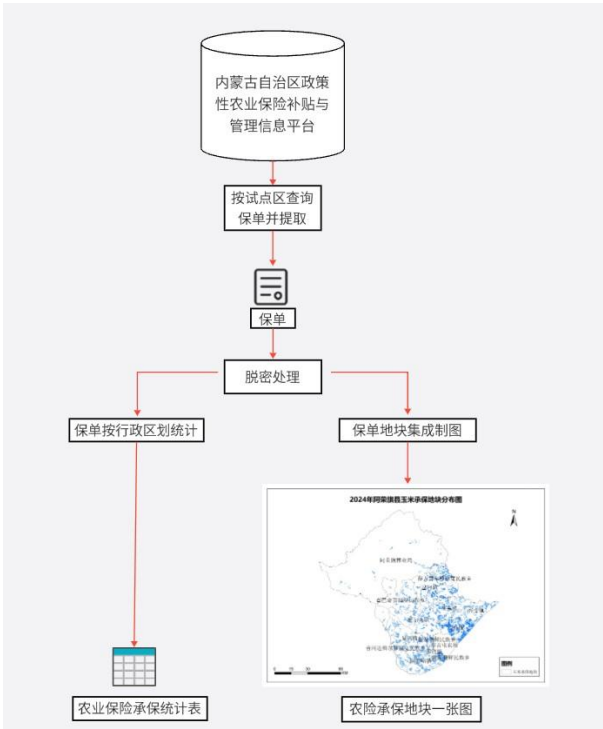 内蒙古自治区政策
性农业保险补贴与
管理信息平台
按试点区查询
保单并提取
保单
脱密处理
保单按行政区划统计
保单地块集成制图
2024年阿荣旗县玉米承保地块分布图
N
图例
农业保险承保统计表
农险承保地块一张图